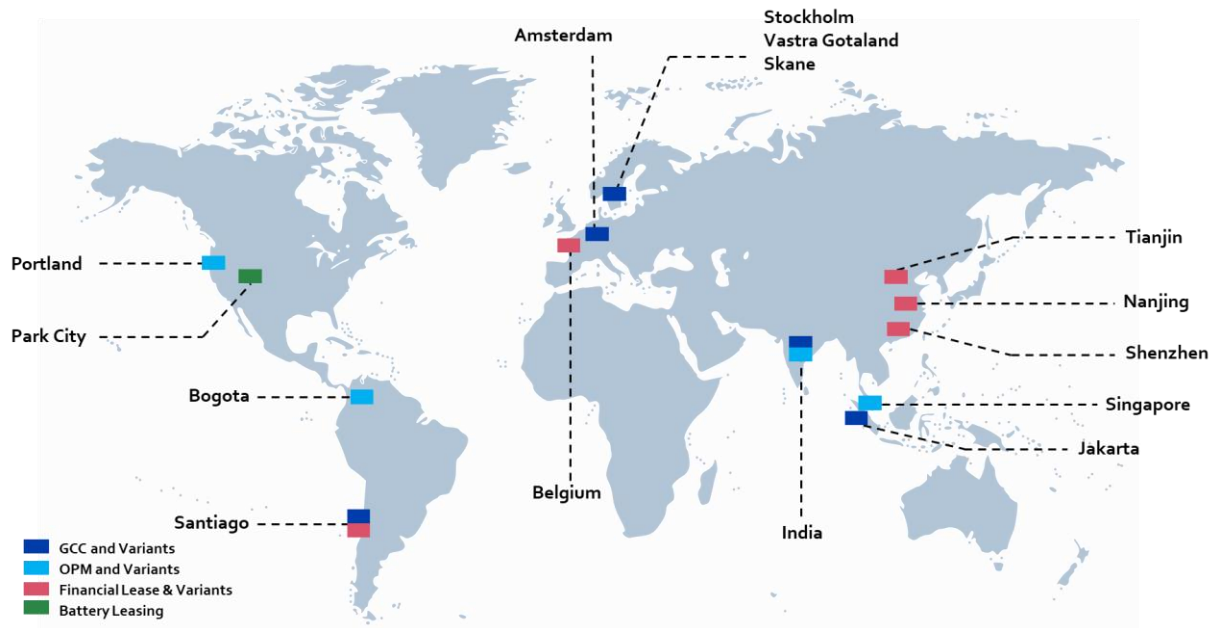 Stockholm
Vastra Gotaland
Skane
Amsterdam
Portland
Park City
Bogota
Santiago
Belgium
India
Tianjin
Nanjing
Shenzhen
Singapore
Jakarta
GCC and Variants
OPM and Variants
Financial Lease & Variants
Battery Leasing